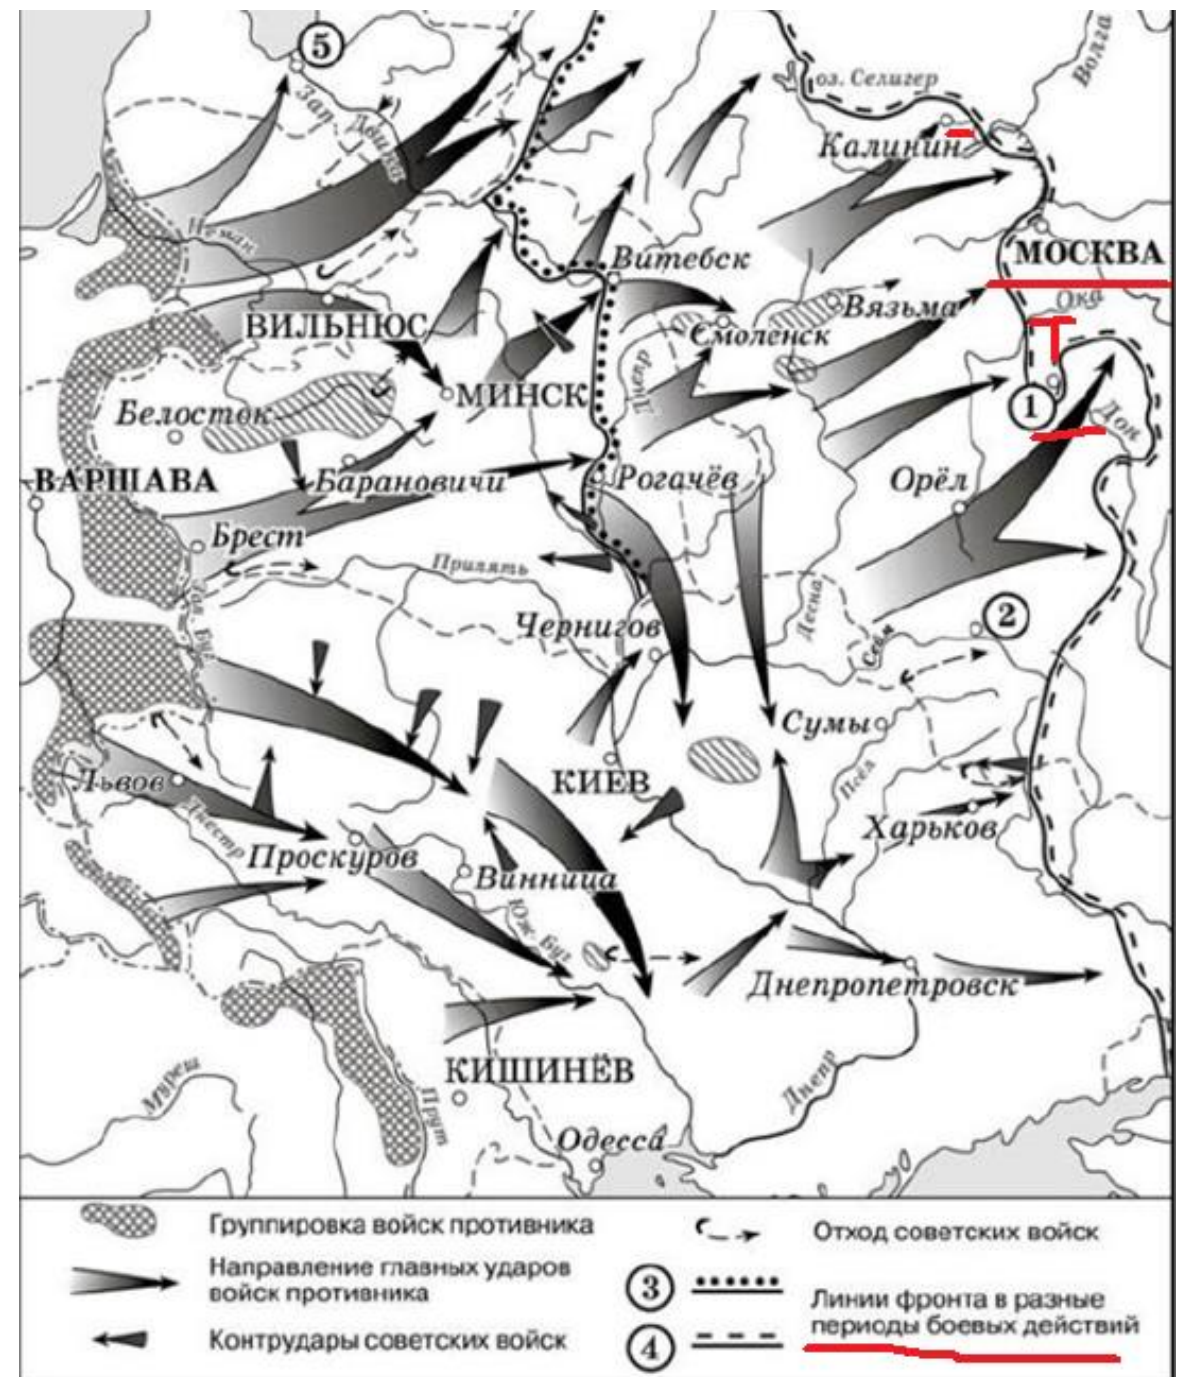 5
Зап. Двина
оз. Селигер
Волга
Калинин
Неман
Витебск
МОСКВА
Ока
Вязьма
ВИЛЬНЮС
Смоленск
Днепр
МИНСК
Белосток
1
Дон
ВАРШАВА
Барановичи
Рогачёв
Орёл
Брест
Припять
Зап. Буг
Десна
2
Чернигов
Сейм
Сумы
Львов
КИЕВ
Псёл
Днестр
Харьков
Проскуров
Винница
Юж. Буг
Днепропетровск
КИШИНЁВ
Муреш
Прут
Днепр
Одесса
Группировка войск противника
Направление главных ударов
войск противника
Контрудары советских войск
Отход советских войск
3
4
Линии фронта в разные
периоды боевых действий